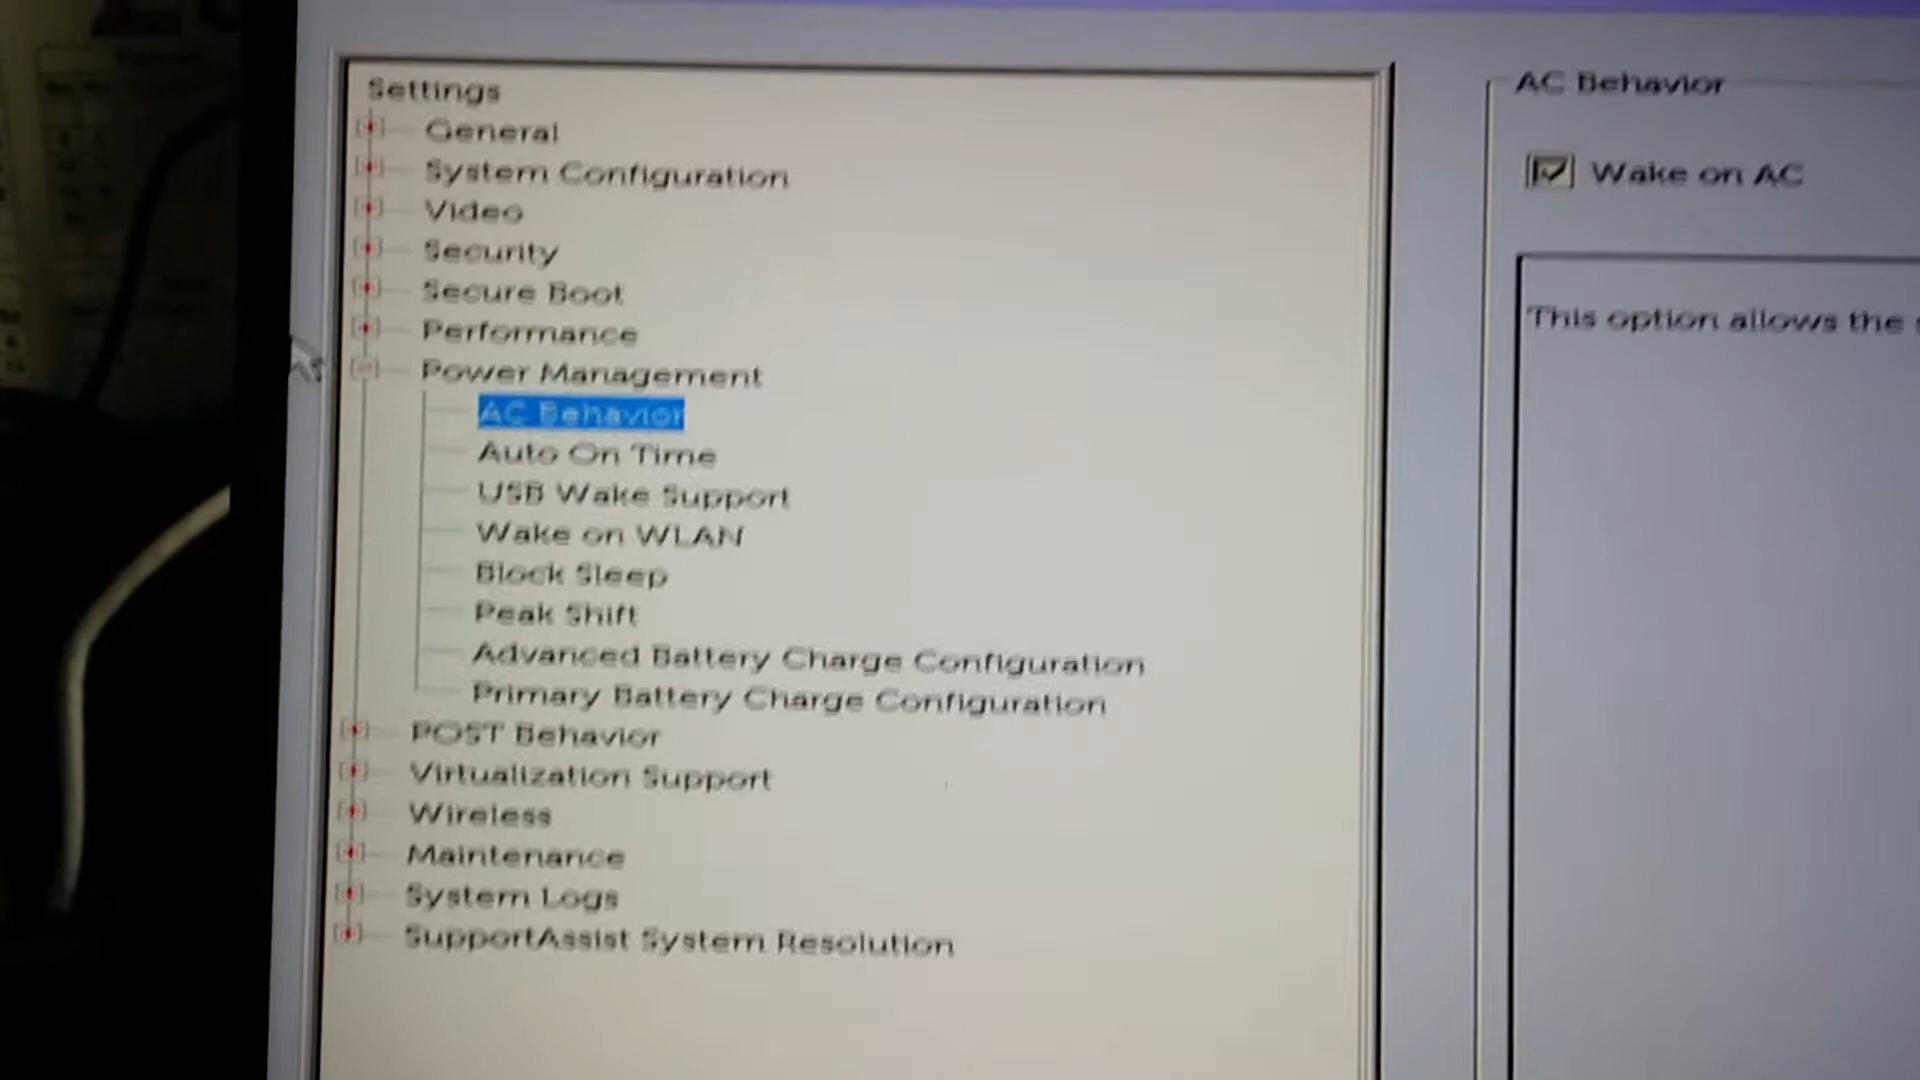 Settings
General
System Configuration
Video
Security
Secure Boot
Performance
Power Management
AC Behavior
Auto On Time
USB Wake Support
Wake on WLAN
Block Sleep
Peak Shift
Advanced Battery Charge Configuration
Primary Battery Charge Configuration
POST Behavior
Virtualization Support
Wireless
Maintenance
System Logs
SupportAssist System Resolution
AC Behavior
Wake on AC
This option allows the